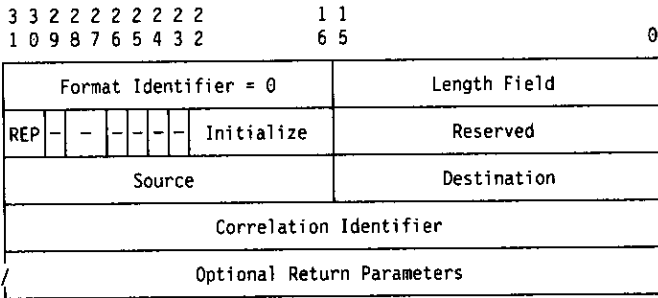 3 3 2 2 2 2 2 2 2 2 1 1
1 0 9 8 7 6 5 4 3 2 6 5 0
Format Identifier = 0 Length Field
REP - - - - - - Initialize Reserved
Source Destination
Correlation Identifier
Optional Return Parameters